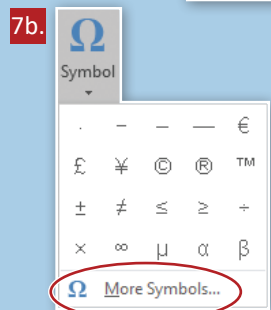 7b.
Ω
Symbol
· – – — €
£ ¥ © ® ™
± ≠ ≤ ≥ ÷
× ∞ µ α β
Ω More Symbols...